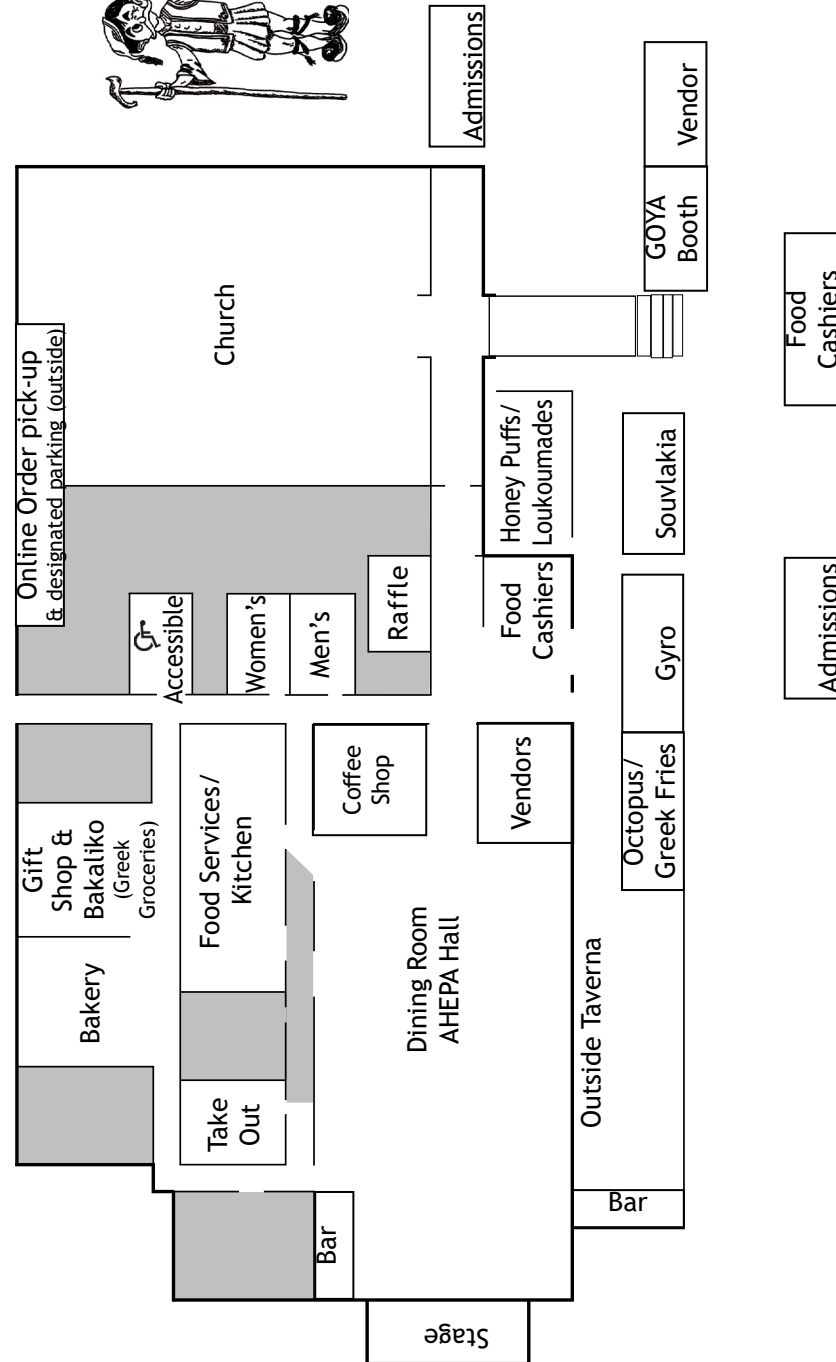 Online Order pick-up
& designated parking (outside)
Gift
Shop &
Bakaliko
(Greek
Groceries)
Bakery
Accessible
Church
Take
Out
Food Services/
Kitchen
Women's
Men's
Bar
Coffee
Shop
Raffle
Stage
Dining Room
AHEPA Hall
Admissions
Vendors
Food
Cashiers
Honey Puffs/
Loukoumades
Outside Taverna
Bar
Octopus/
Greek Fries
Gyro
Souvlakia
GOYA
Booth
Vendor
Admissions
Food
Cashiers